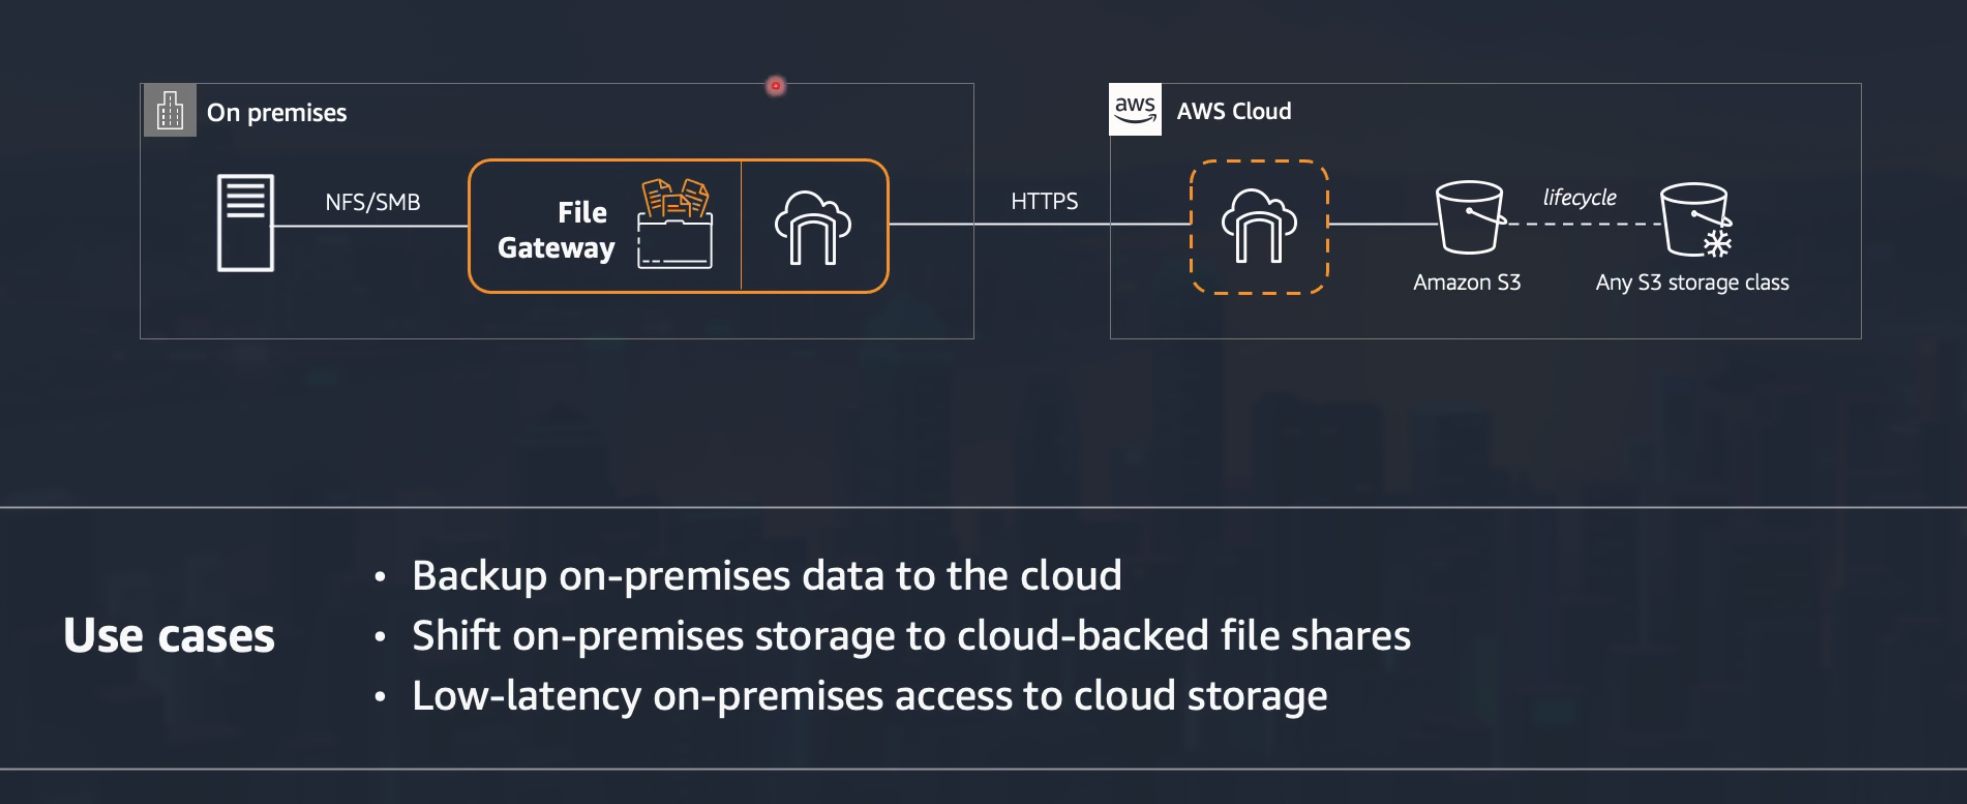 On premises
aws
AWS Cloud
NFS/SMB
File
Gateway
HTTPS
lifecycle
Amazon S3
Any S3 storage class
Use cases
• Backup on-premises data to the cloud
• Shift on-premises storage to cloud-backed file shares
• Low-latency on-premises access to cloud storage